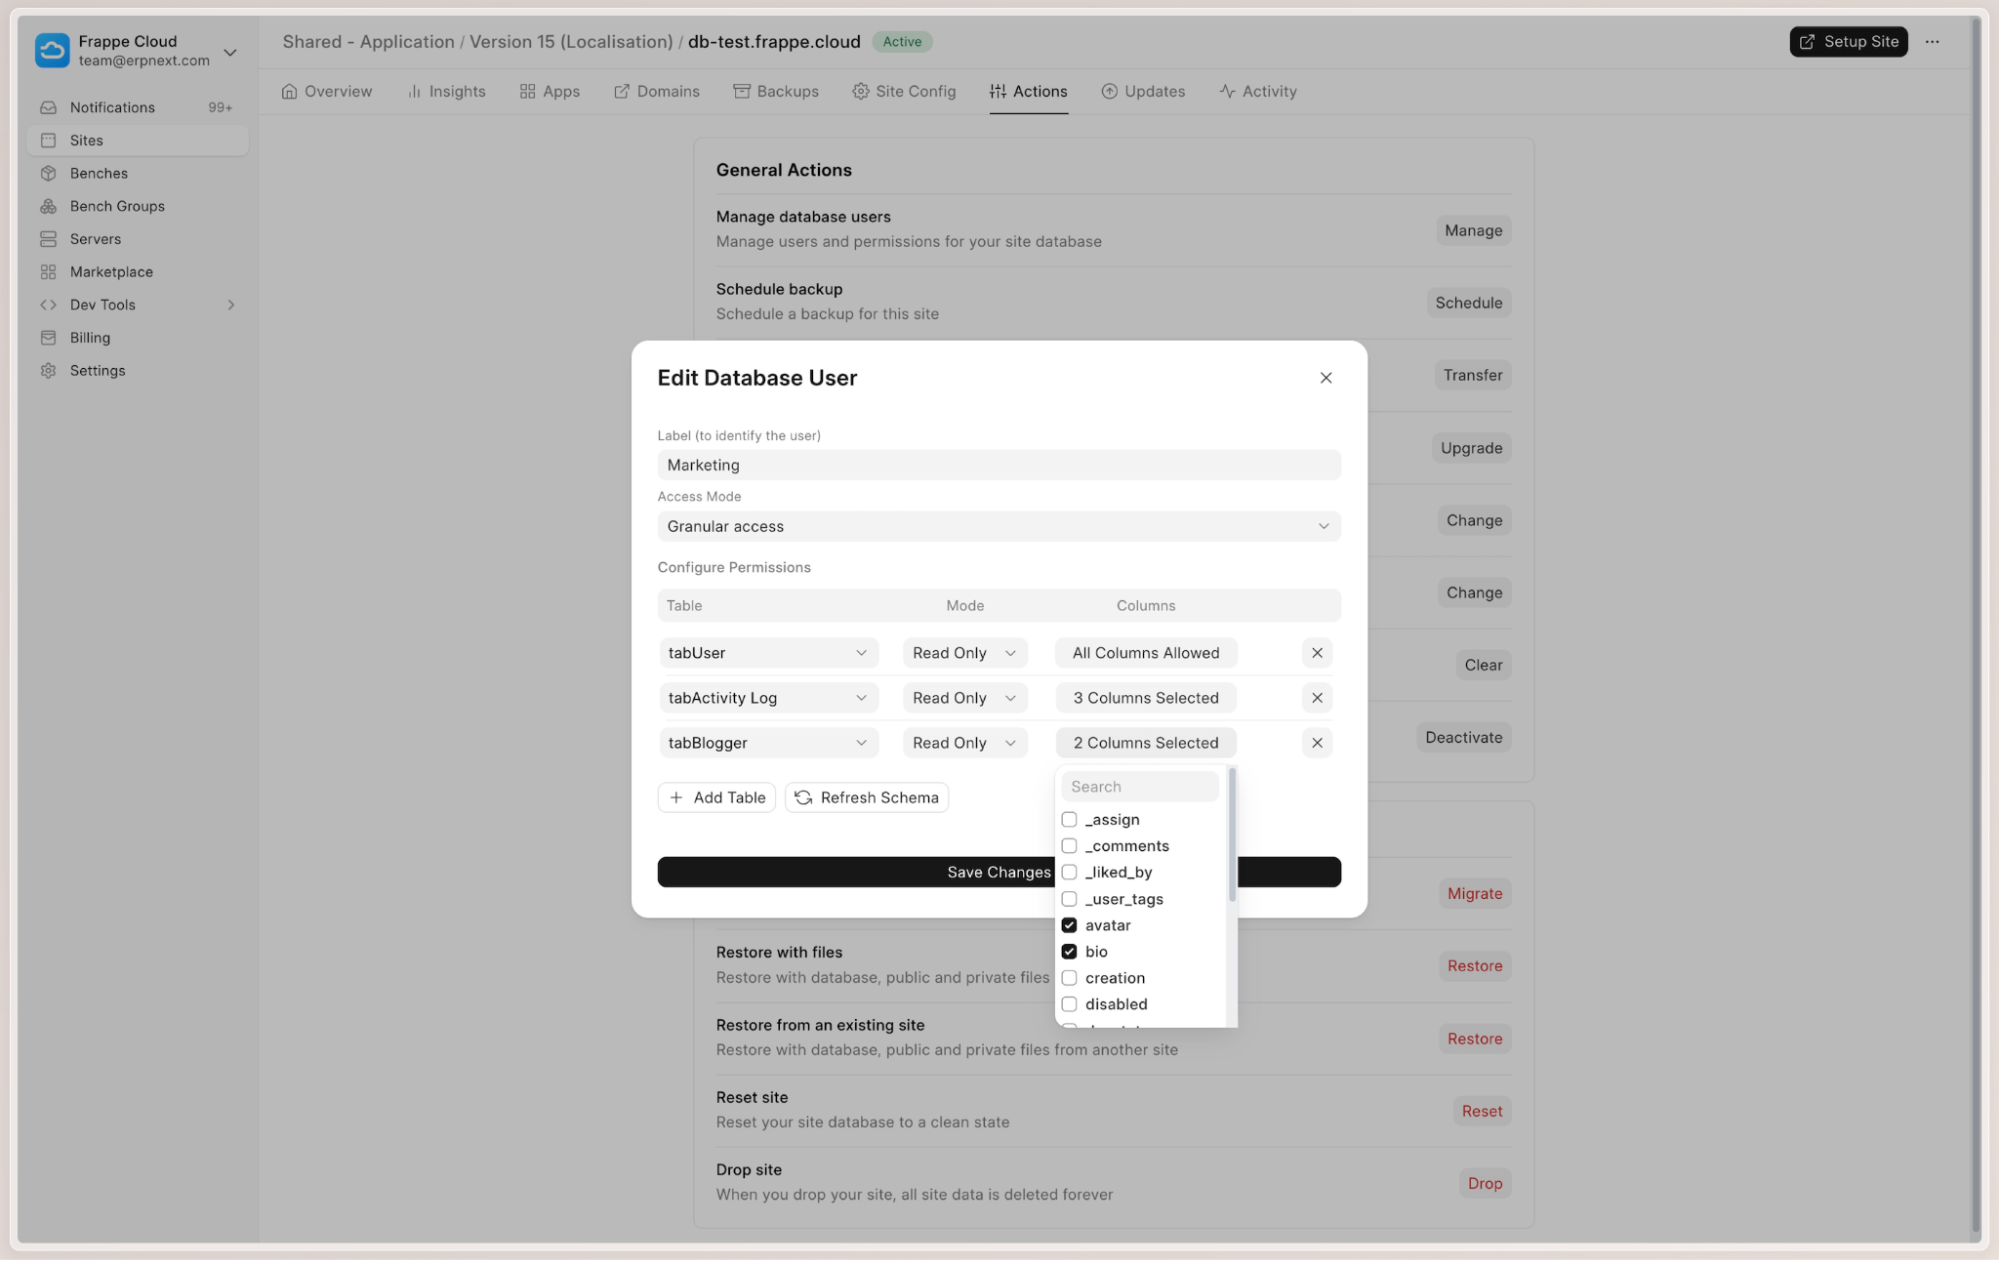 Frappe Cloud
team@erpnext.com
Notifications 99+
Sites
Benches
Bench Groups
Servers
Marketplace
Dev Tools
Billing
Settings
Shared - Application / Version 15 (Localisation) / db-test.frappe.cloud Active
Setup Site
Overview Insights Apps Domains Backups Site Config Actions Updates Activity
General Actions
Manage database users
Manage users and permissions for your site database
Manage
Schedule backup
Schedule a backup for this site
Schedule
Transfer
Upgrade
Change
Change
Clear
Deactivate
Edit Database User
Label (to identify the user)
Marketing
Access Mode
Granular access
Configure Permissions
Table Mode Columns
tabUser Read Only All Columns Allowed
tabActivity Log Read Only 3 Columns Selected
tabBlogger Read Only 2 Columns Selected
Add Table Refresh Schema
Save Changes
Search
_assign
_comments
_liked_by
_user_tags
avatar
bio
creation
disabled
Migrate
Restore with files
Restore with database, public and private files
Restore
Restore from an existing site
Restore with database, public and private files from another site
Restore
Reset site
Reset your site database to a clean state
Reset
Drop site
When you drop your site, all site data is deleted forever
Drop